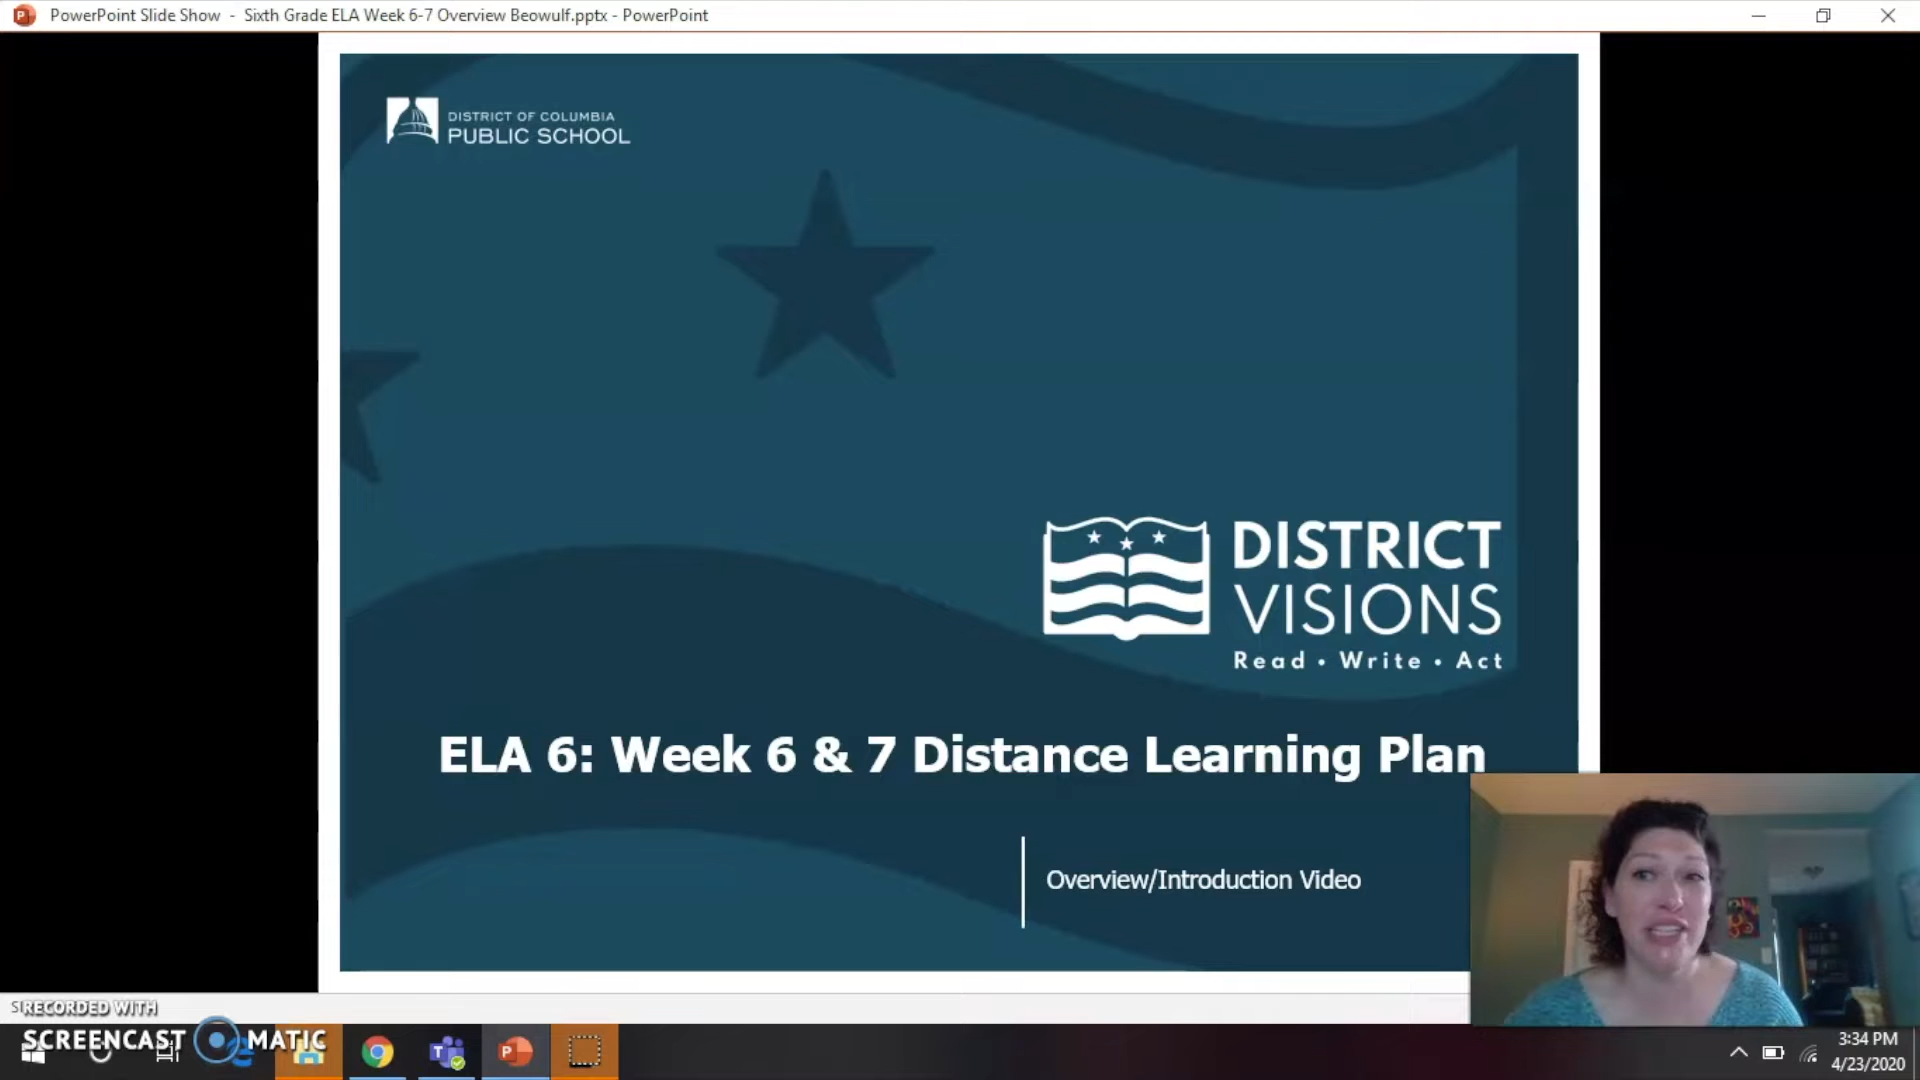 PowerPoint Slide Show - Sixth Grade ELA Week 6-7 Overview Beowulf.pptx - PowerPoint
DISTRICT OF COLUMBIA
PUBLIC SCHOOL
DISTRICT
VISIONS
Read • Write • Act
ELA 6: Week 6 & 7 Distance Learning Plan
Overview/Introduction Video
RECORDED WITH
SCREENCAST MATIC
3:34 PM
4/23/2020